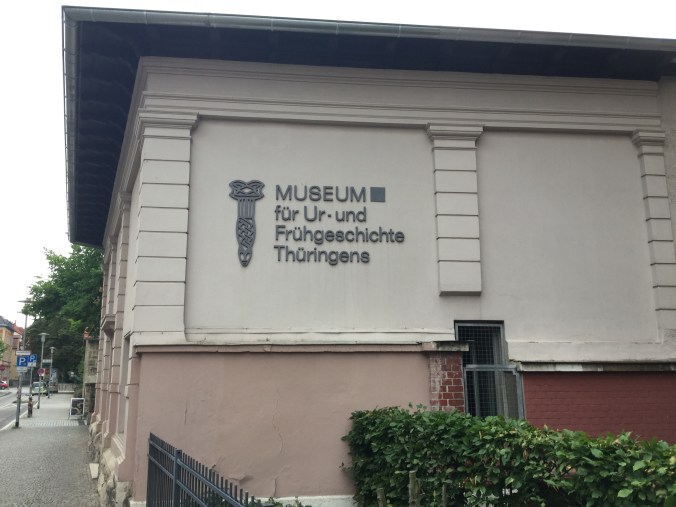 MUSEUM
für Ur- und
Frühgeschichte
Thüringens
P
P